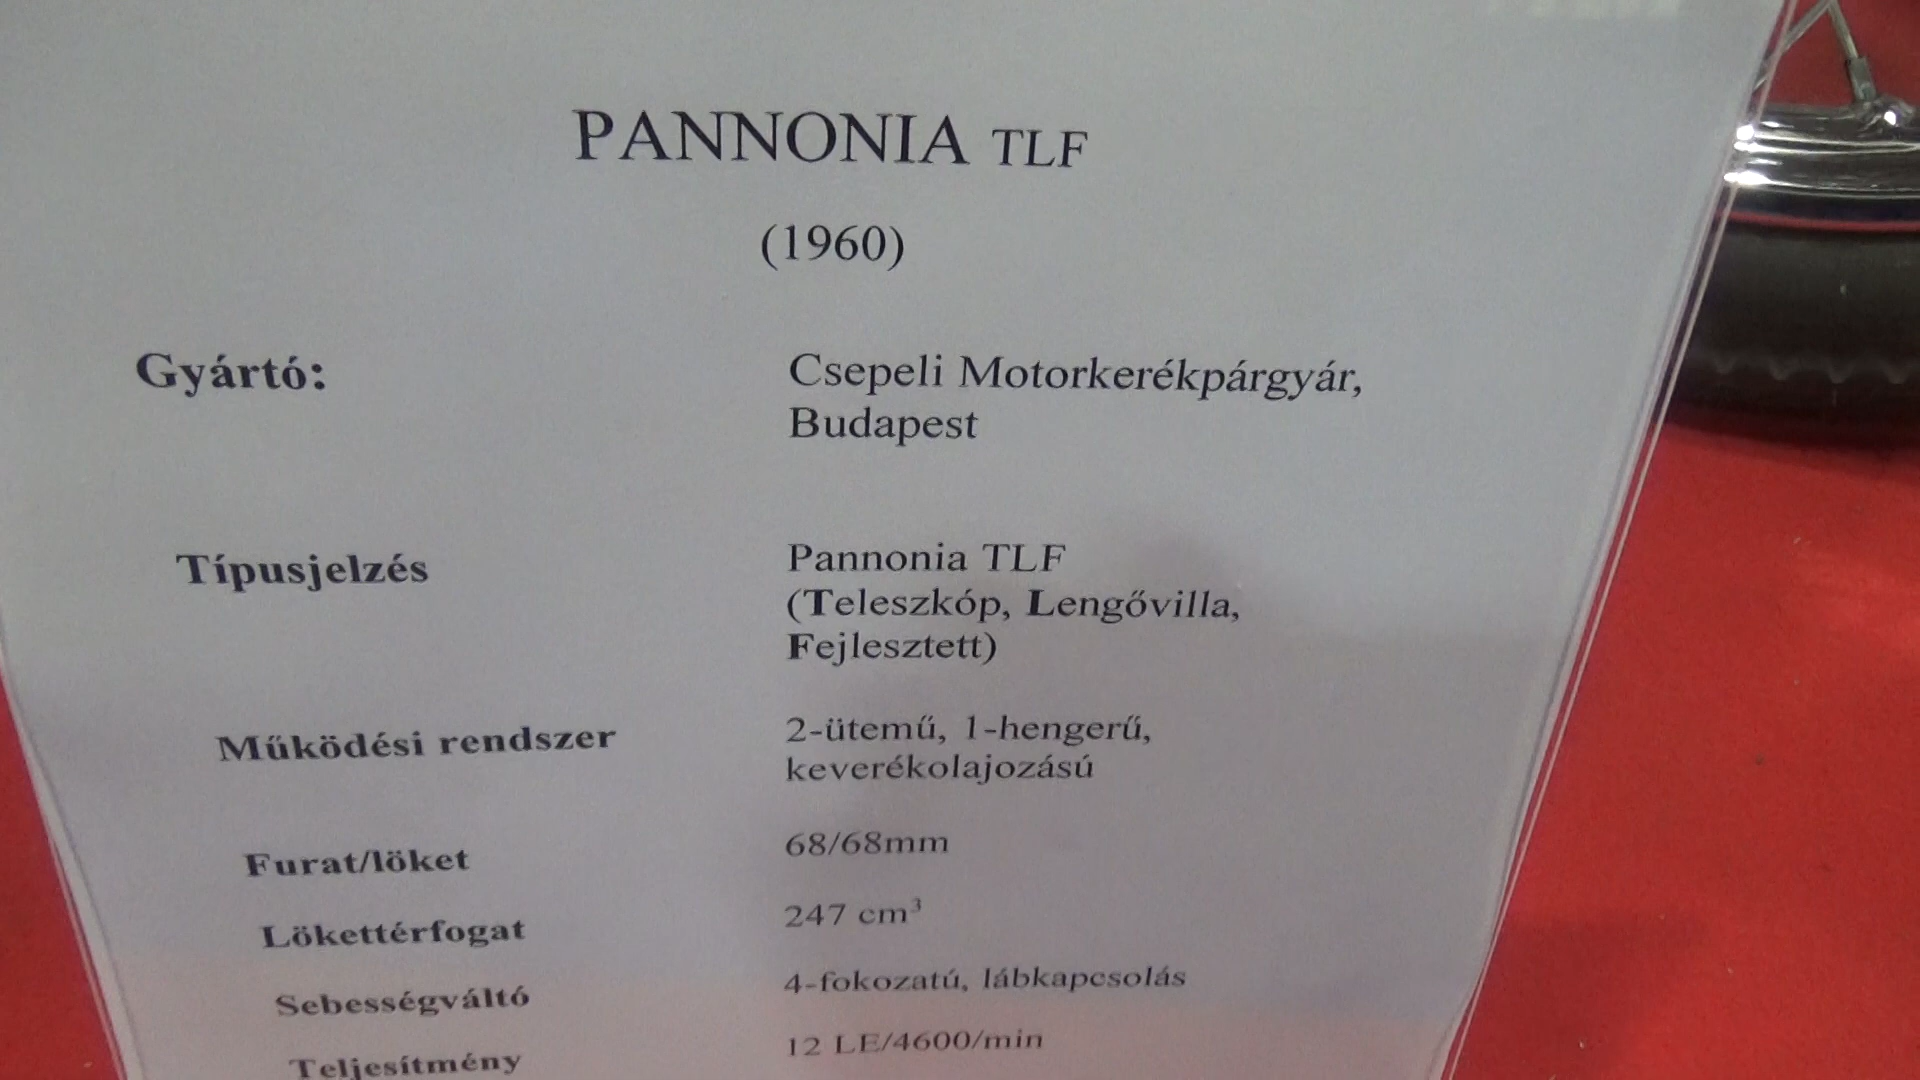 PANNONIA TLF
(1960)
Gyártó: Csepeli Motorkerékpárgyár,
Budapest
Típusjelzés Pannonia TLF
(Teleszkóp, Lengővilla,
Fejlesztett)
Működési rendszer 2-ütemű, 1-hengerű,
keverékolajozású
Furat/löket 68/68mm
Lökettérfogat 247 cm³
Sebességváltó 4-fokozatú, lábkapcsolás
Teljesítmény 12 LE/4600/min